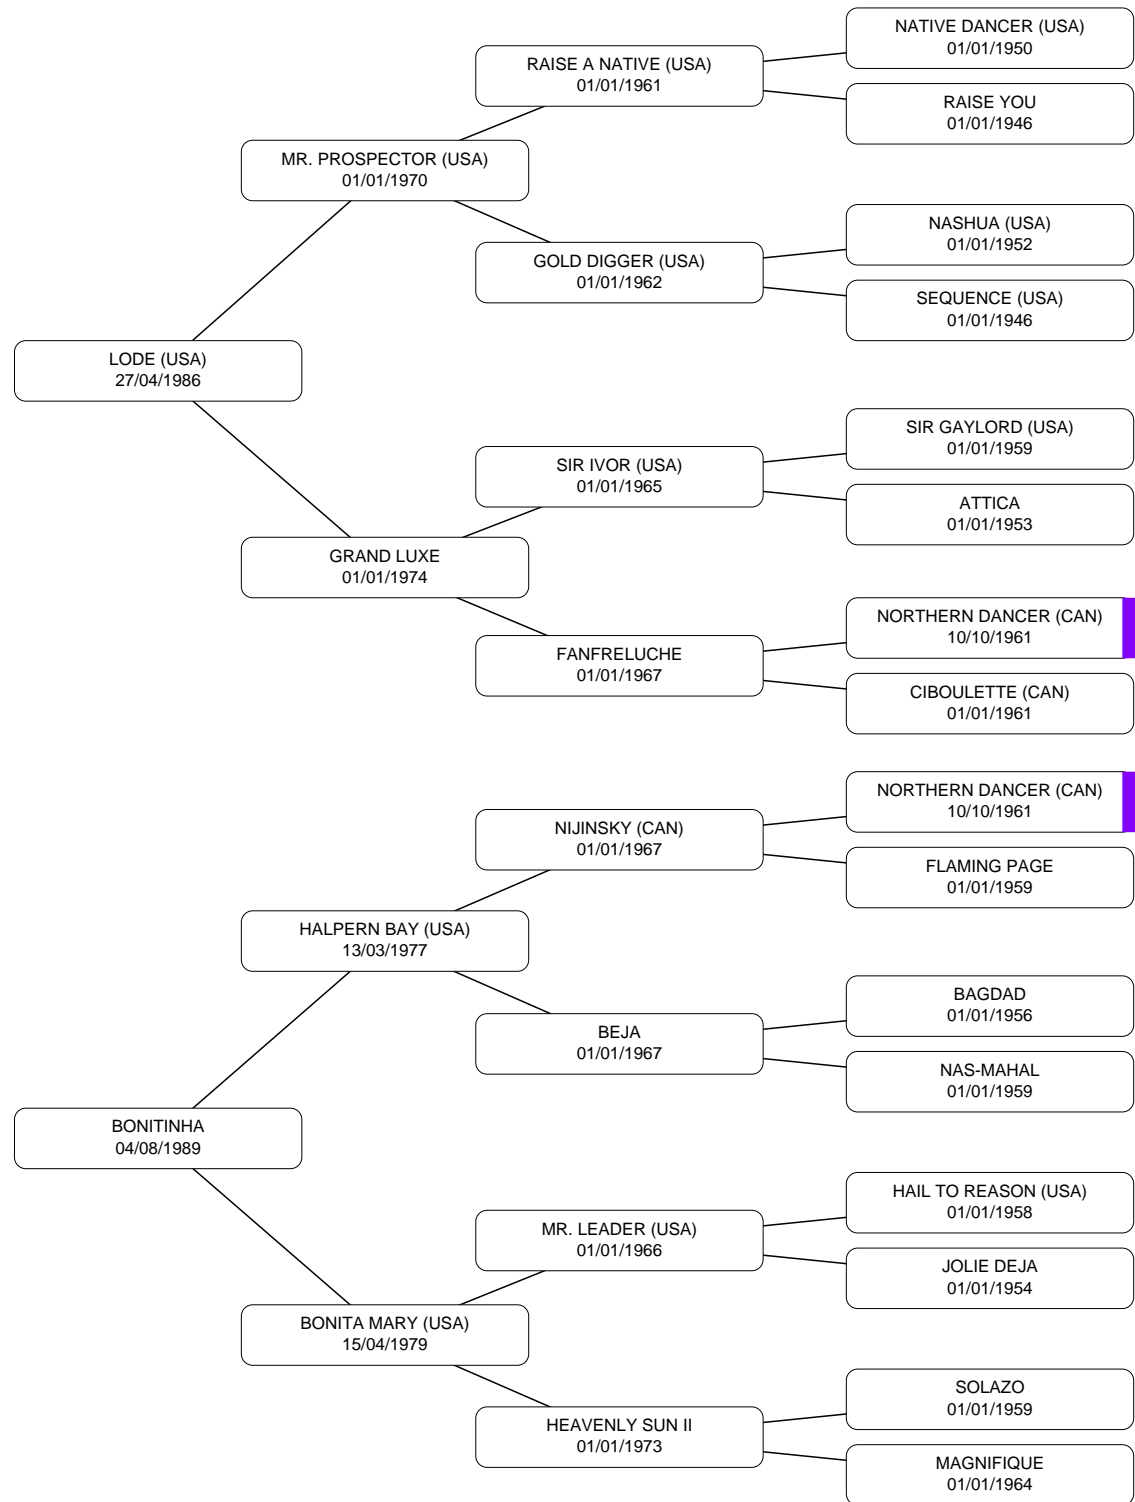 NATIVE DANCER (USA)
01/01/1950
RAISE A NATIVE (USA)
01/01/1961
RAISE YOU
01/01/1946
MR. PROSPECTOR (USA)
01/01/1970
NASHUA (USA)
01/01/1952
GOLD DIGGER (USA)
01/01/1962
SEQUENCE (USA)
01/01/1946
LODE (USA)
27/04/1986
SIR GAYLORD (USA)
01/01/1959
SIR IVOR (USA)
01/01/1965
ATTICA
01/01/1953
GRAND LUXE
01/01/1974
NORTHERN DANCER (CAN)
10/10/1961
FANFRELUCHE
01/01/1967
CIBOULETTE (CAN)
01/01/1961
NORTHERN DANCER (CAN)
10/10/1961
NIJINSKY (CAN)
01/01/1967
FLAMING PAGE
01/01/1959
HALPERN BAY (USA)
13/03/1977
BAGDAD
01/01/1956
BEJA
01/01/1967
NAS-MAHAL
01/01/1959
BONITINHA
04/08/1989
HAIL TO REASON (USA)
01/01/1958
MR. LEADER (USA)
01/01/1966
JOLIE DEJA
01/01/1954
BONITA MARY (USA)
15/04/1979
SOLAZO
01/01/1959
HEAVENLY SUN II
01/01/1973
MAGNIFIQUE
01/01/1964